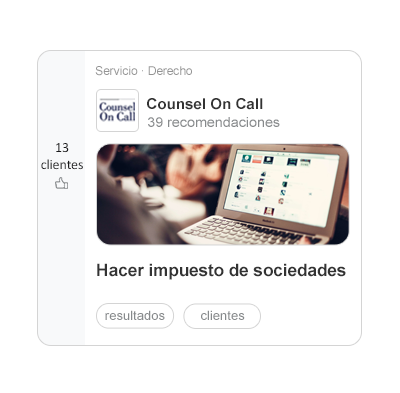 Servicio · Derecho
Counsel
On Call
Counsel On Call
39 recomendaciones
13
clientes
Hacer impuesto de sociedades
resultados
clientes